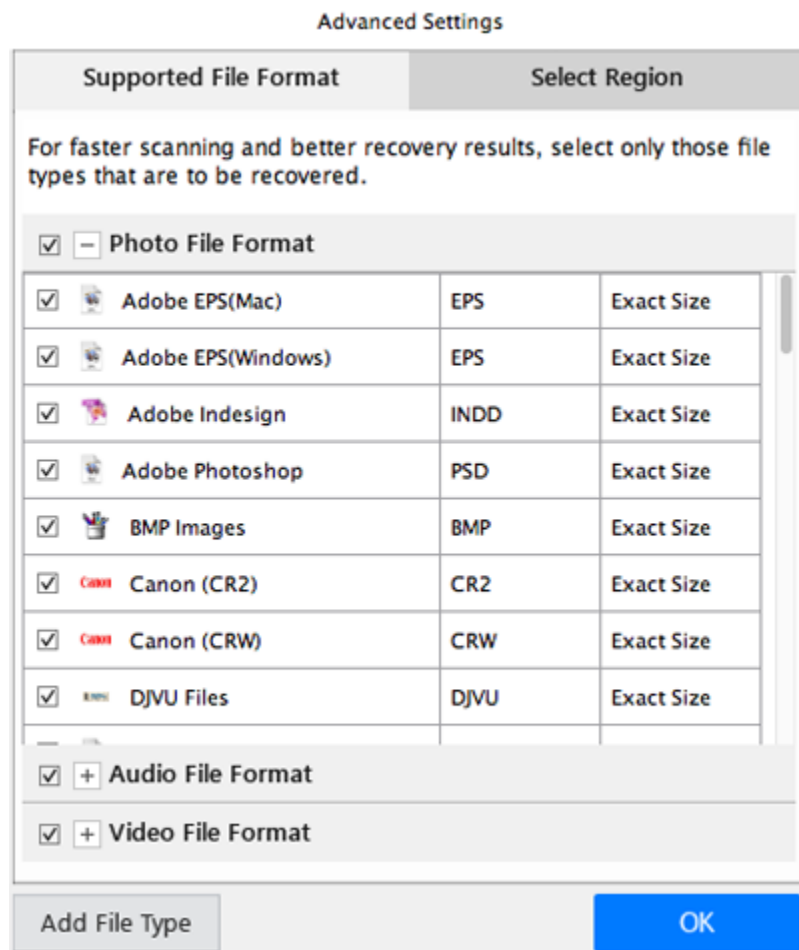 Advanced Settings
Supported File Format Select Region
For faster scanning and better recovery results, select only those file
types that are to be recovered.
Photo File Format
Adobe EPS(Mac) EPS Exact Size
Adobe EPS(Windows) EPS Exact Size
Adobe Indesign INDD Exact Size
Adobe Photoshop PSD Exact Size
BMP Images BMP Exact Size
Canon Canon (CR2) CR2 Exact Size
Canon Canon (CRW) CRW Exact Size
DJVU Files DJVU Exact Size
Audio File Format
Video File Format
Add File Type OK